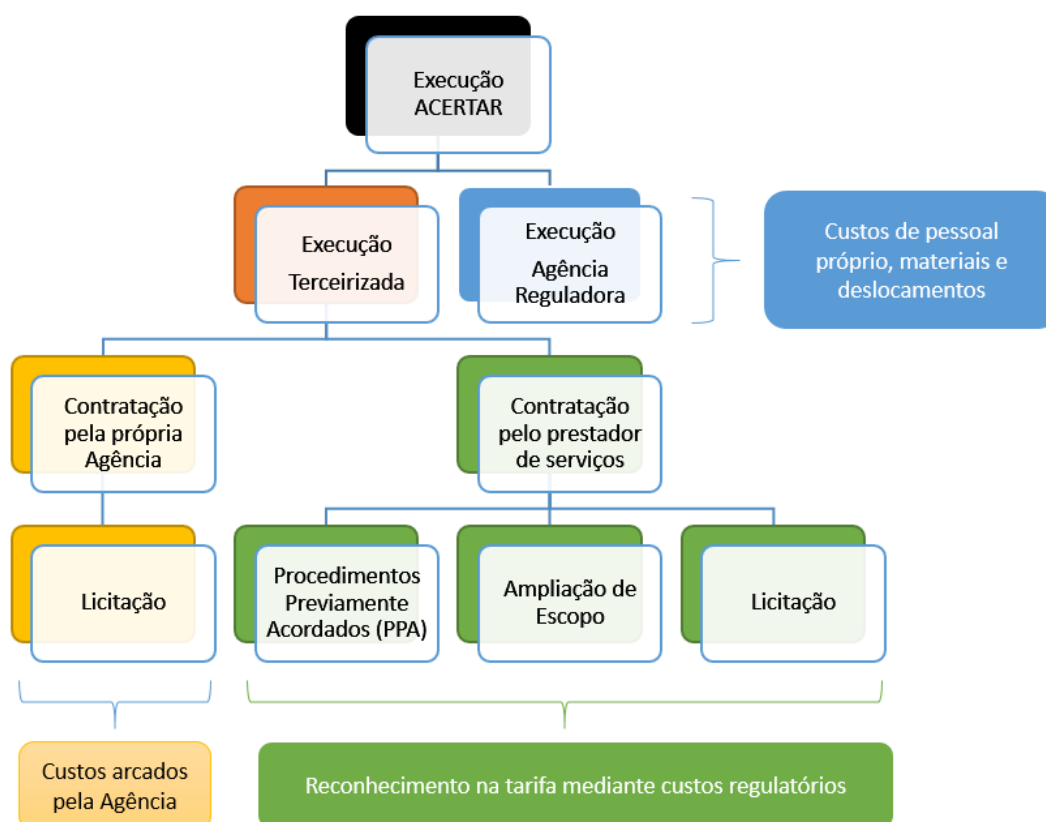 Execução
ACERTAR
Execução
Terceirizada
Execução
Agência
Reguladora
Custos de pessoal
próprio, materiais e
deslocamentos
Contratação
pela própria
Agência
Contratação
pelo prestador
de serviços
Licitação
Procedimentos
Previamente
Acordados (PPA)
Ampliação de
Escopo
Licitação
Custos arcados
pela Agência
Reconhecimento na tarifa mediante custos regulatórios